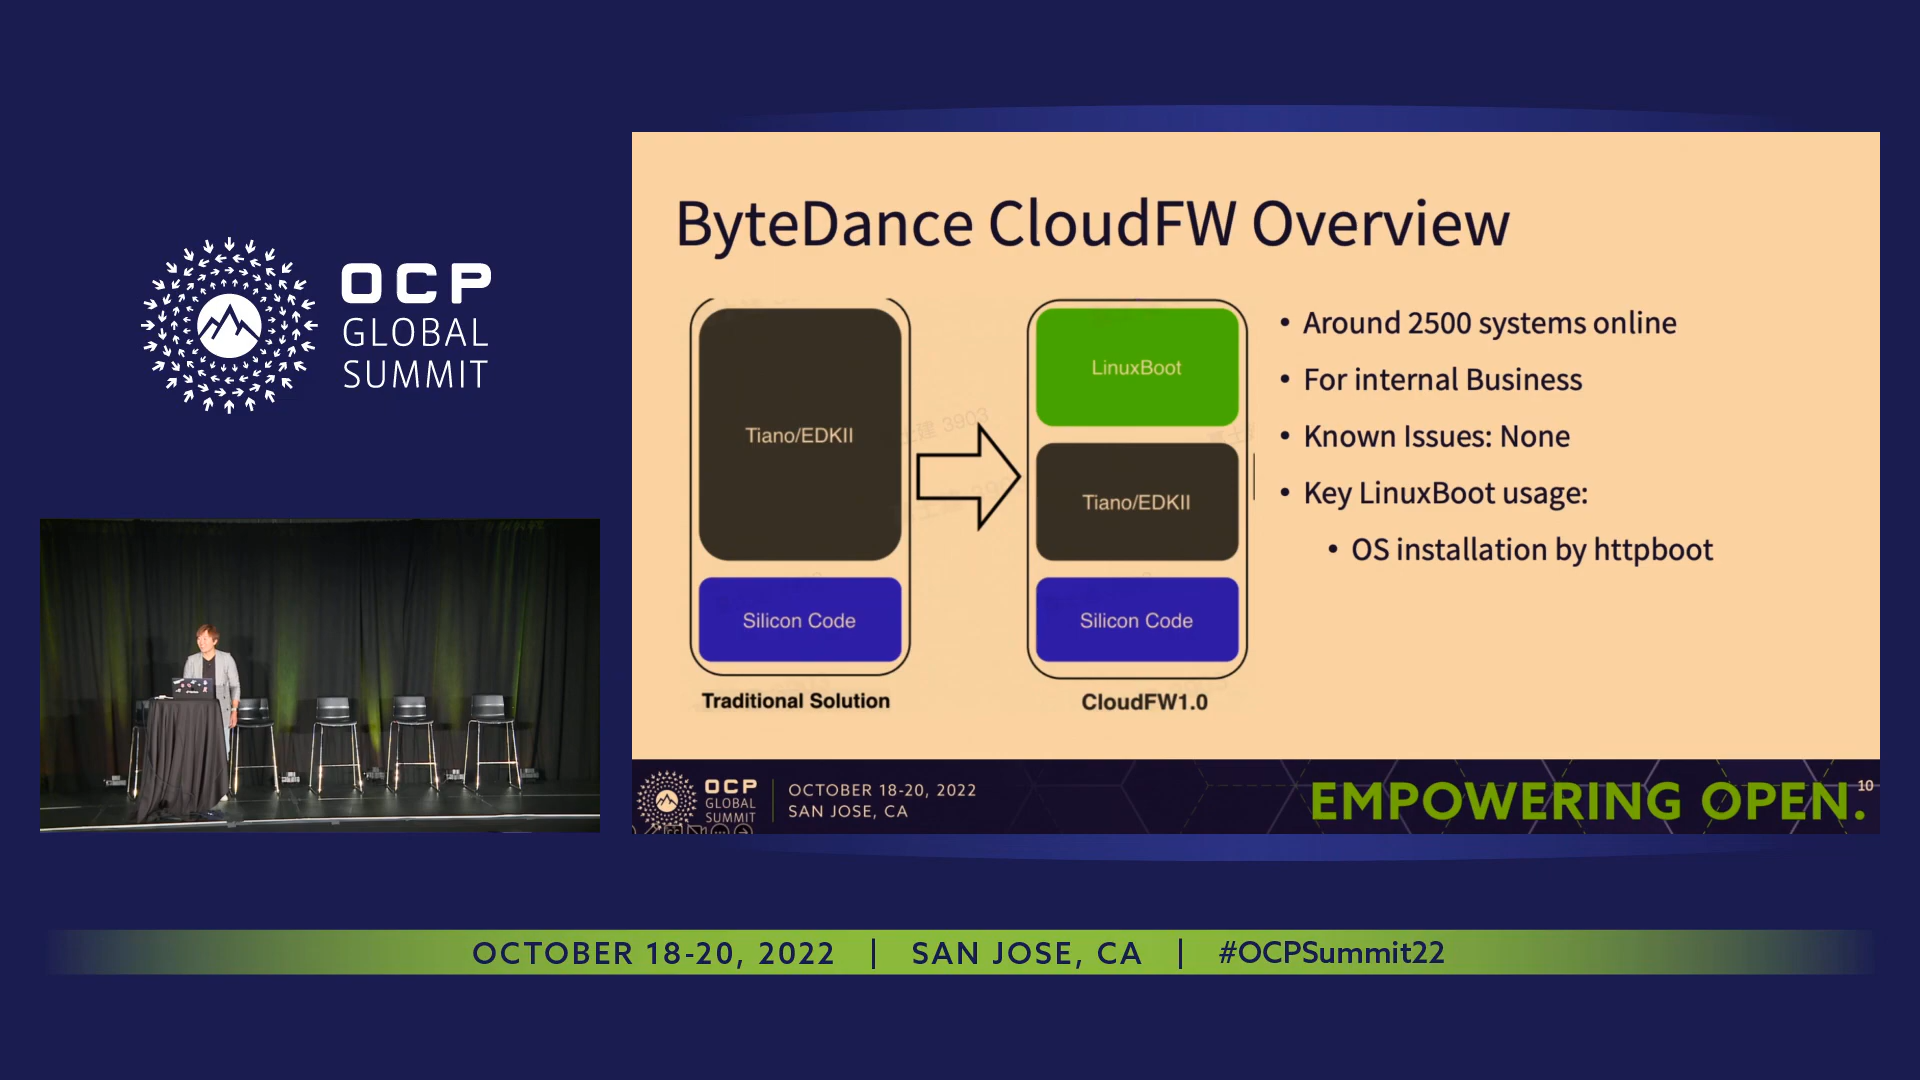 OCP
GLOBAL
SUMMIT
ByteDance CloudFW Overview
Tiano/EDKII
Silicon Code
Traditional Solution
LinuxBoot
Tiano/EDKII
Silicon Code
CloudFW1.0
• Around 2500 systems online
• For internal Business
• Known Issues: None
• Key LinuxBoot usage:
• OS installation by httpboot
OCP
GLOBAL
SUMMIT
OCTOBER 18-20, 2022
SAN JOSE, CA
EMPOWERING OPEN.
10
OCTOBER 18-20, 2022 | SAN JOSE, CA | #OCPSummit22